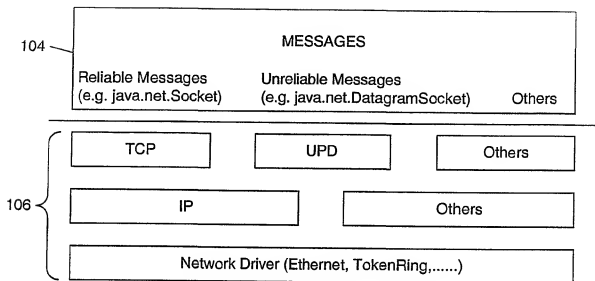 MESSAGES
104
Reliable Messages Unreliable Messages
(e.g. java.net.Socket) (e.g. java.net.DatagramSocket) Others
TCP UPD Others
106
IP Others
Network Driver (Ethernet, TokenRing,......)